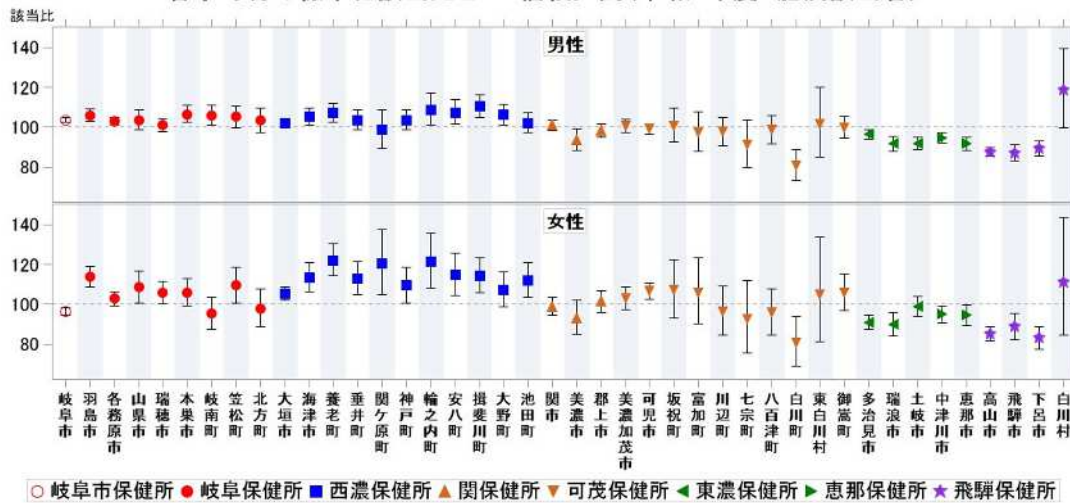 該当比
男性
140
120
100
80
女性
140
120
100
80
岐阜市
羽島市
各務原市
山県市
瑞穂市
本巣市
岐南町
笠松町
北方町
大垣市
海津市
養老町
垂井町
関ケ原町
神戸町
輪之内町
安八町
揖斐川町
大野町
池田町
関市
美濃市
郡上市
美濃加茂市
可児市
坂祝町
富加町
川辺町
七宗町
八百津町
白川町
東白川村
御嵩町
多治見市
瑞浪市
土岐市
中津川市
恵那市
高山市
飛騨市
下呂市
白川村
岐阜市保健所 岐阜保健所 西濃保健所 関保健所 可茂保健所 東濃保健所 恵那保健所 飛騨保健所